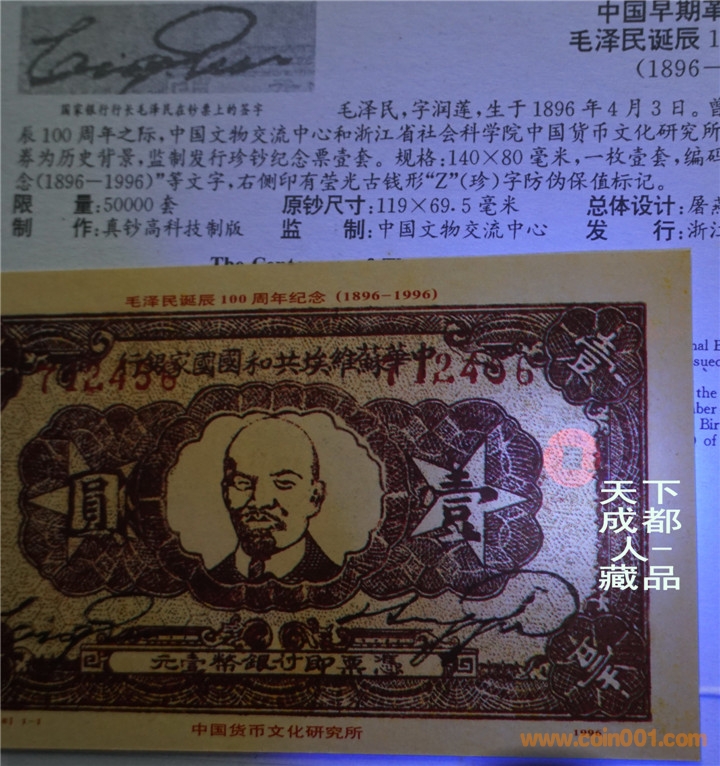 中国早期革
毛泽民诞辰1
(1896—
国家银行行长毛泽民在钞票上的签字
毛泽民,字润莲,生于1896年4月3日。曾
辰100周年之际,中国文物交流中心和浙江省社会科学院中国货币文化研究所
券为历史背景,监制发行珍钞纪念票壹套。规格:140×80毫米,一枚壹套,编码
念(1896—1996)”等文字,右侧印有莹光古钱形“Z”(珍)字防伪保值标记。
限 量:50000套 原钞尺寸:119×69.5毫米 总体设计:屠燕
制 作:真钞高科技制版 监 制:中国文物交流中心 发 行:浙江
毛泽民诞辰100周年纪念(1896-1996)
行銀家國國和共埃維蘇華中
712456 712456
壹
圓 壹
元壹幣銀付即票憑
中国货币文化研究所
1996
the
of
天下
成都
人-
藏品
www.coin001.com